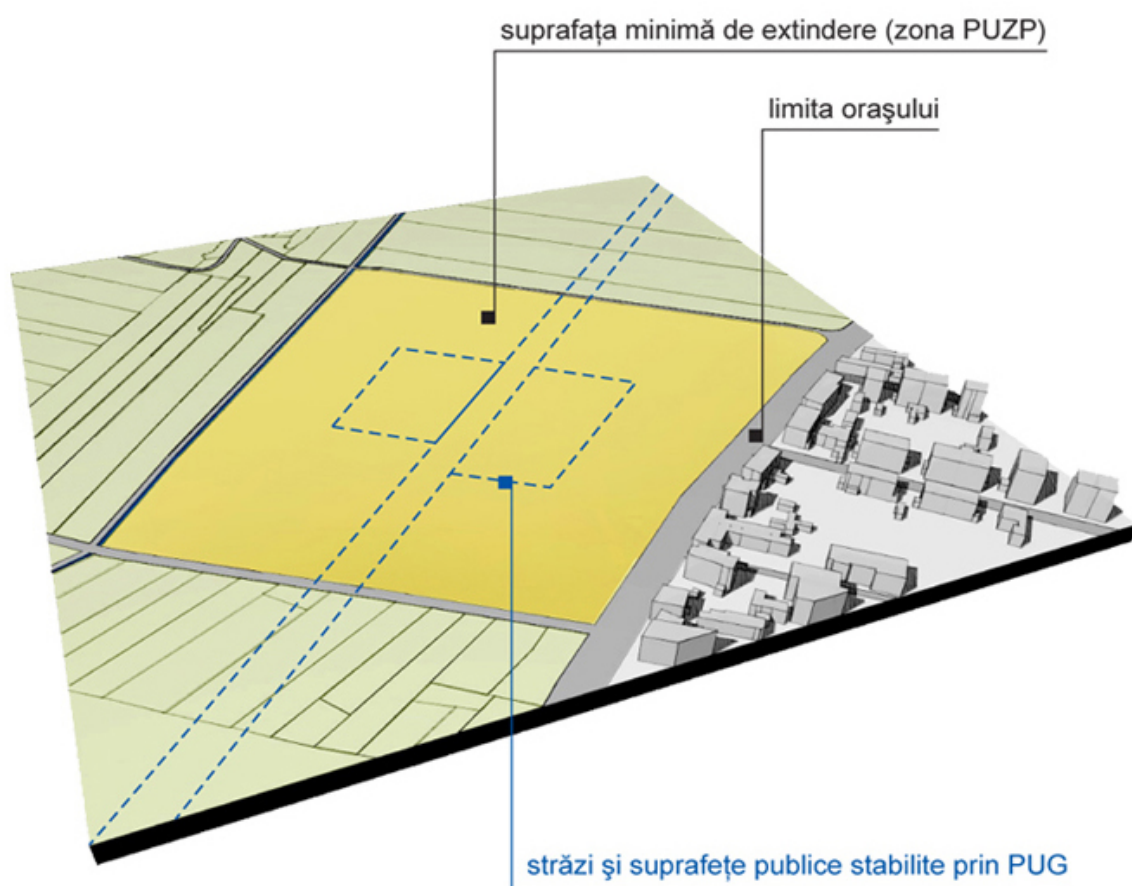 suprafața minimă de extindere (zona PUZP)
limita oraşului
străzi şi suprafețe publice stabilite prin PUG